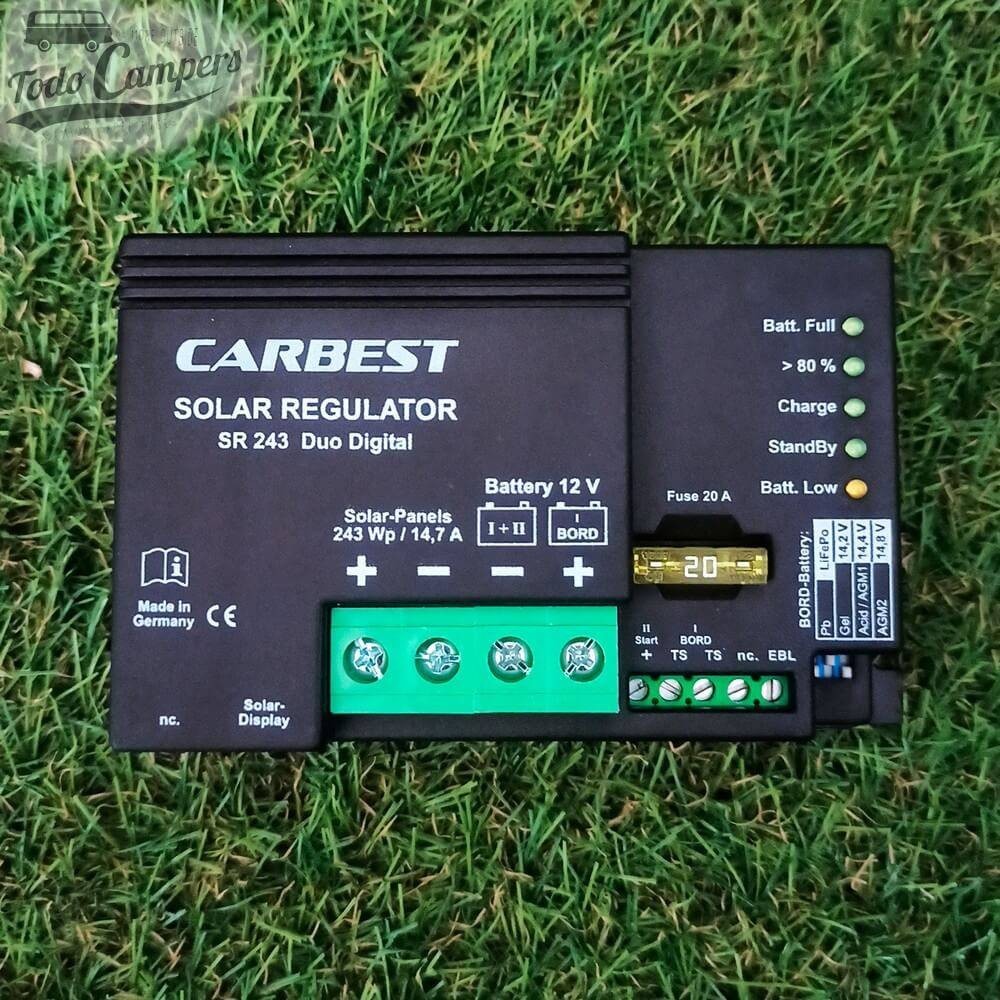 Todo Campers
CARBEST
SOLAR REGULATOR
SR 243 Duo Digital
Battery 12 V
Solar-Panels
243 Wp / 14,7 A
I + II
I
BORD
+ − − +
Made in
Germany CE
nc.
Solar-
Display
Batt. Full
> 80 %
Charge
StandBy
Batt. Low
Fuse 20 A
20
II
Start
+
I
BORD
TS TS nc. EBL
BORD-Battery:
Pb LiFePo
Gel 14,2 V
Acid / AGM1 14,4 V
AGM2 14,8 V